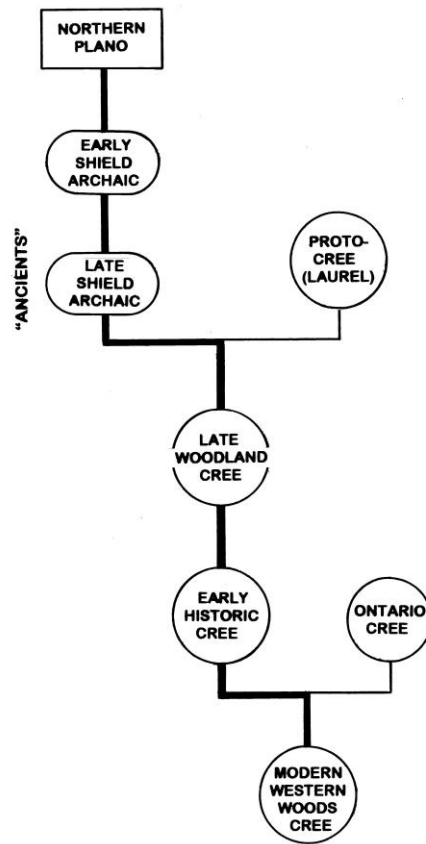 NORTHERN
PLANO
EARLY
SHIELD
ARCHAIC
"ANCIENTS"
LATE
SHIELD
ARCHAIC
PROTO-
CREE
(LAUREL)
LATE
WOODLAND
CREE
EARLY
HISTORIC
CREE
ONTARIO
CREE
MODERN
WESTERN
WOODS
CREE